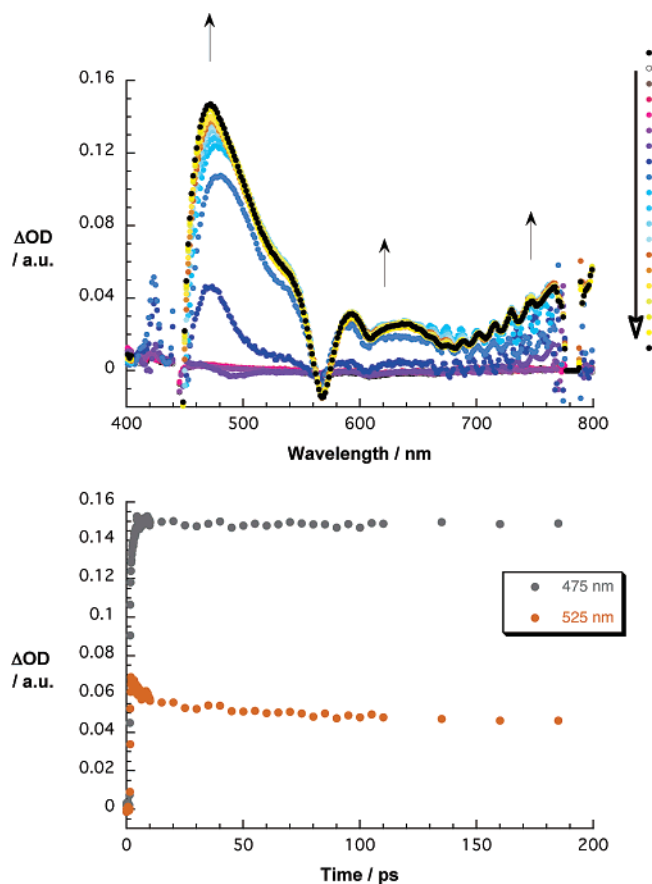 0.16
0.12
0.08
ΔOD
/ a.u.
0.04
0
400 500 600 700 800
Wavelength / nm
0.16
0.14
0.12
0.1
ΔOD
/ a.u.
0.08
0.06
0.04
0.02
0
475 nm
525 nm
0 50 100 150 200
Time / ps